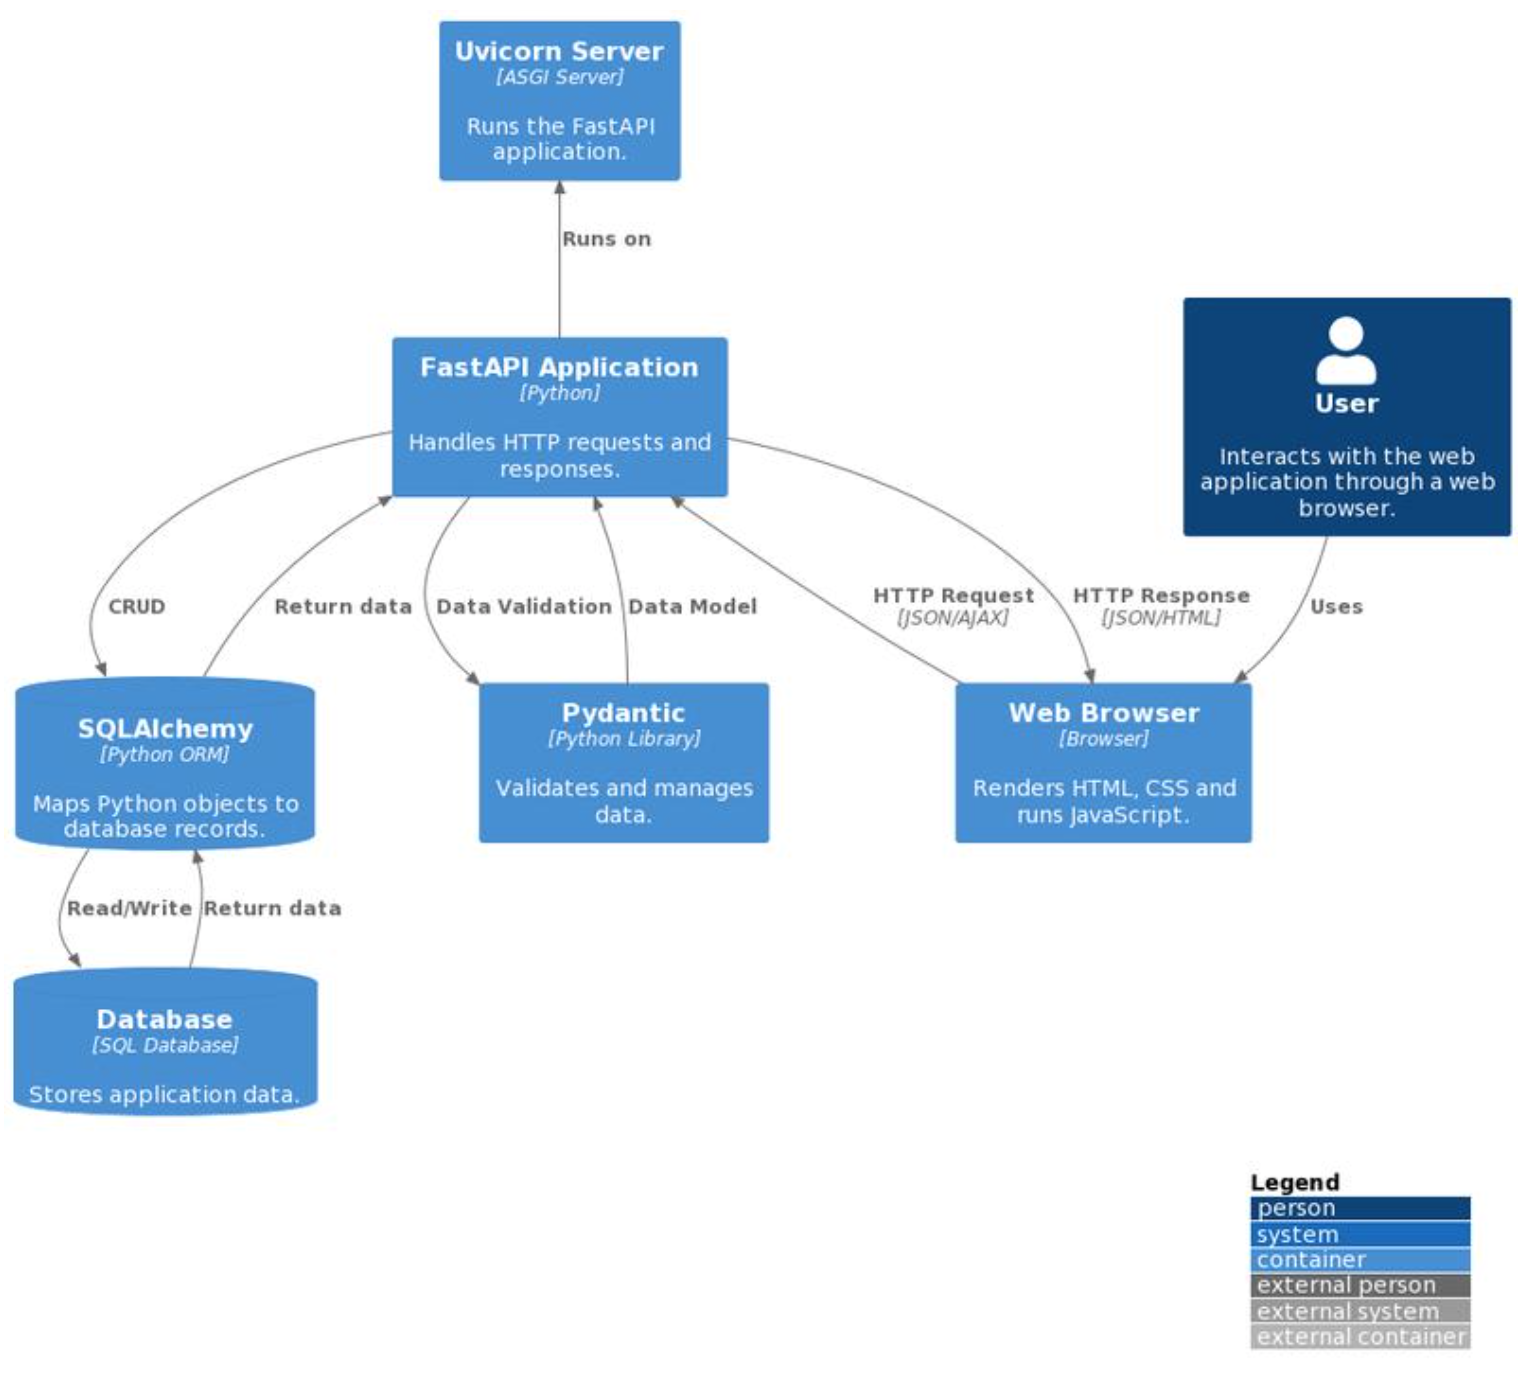 Uvicorn Server
[ASGI Server]
Runs the FastAPI
application.
Runs on
FastAPI Application
[Python]
Handles HTTP requests and
responses.
User
Interacts with the web
application through a web
browser.
CRUD
Return data
Data Validation
Data Model
HTTP Request
[JSON/AJAX]
HTTP Response
[JSON/HTML]
Uses
SQLAlchemy
[Python ORM]
Maps Python objects to
database records.
Pydantic
[Python Library]
Validates and manages
data.
Web Browser
[Browser]
Renders HTML, CSS and
runs JavaScript.
Read/Write
Return data
Database
[SQL Database]
Stores application data.
Legend
person
system
container
external person
external system
external container